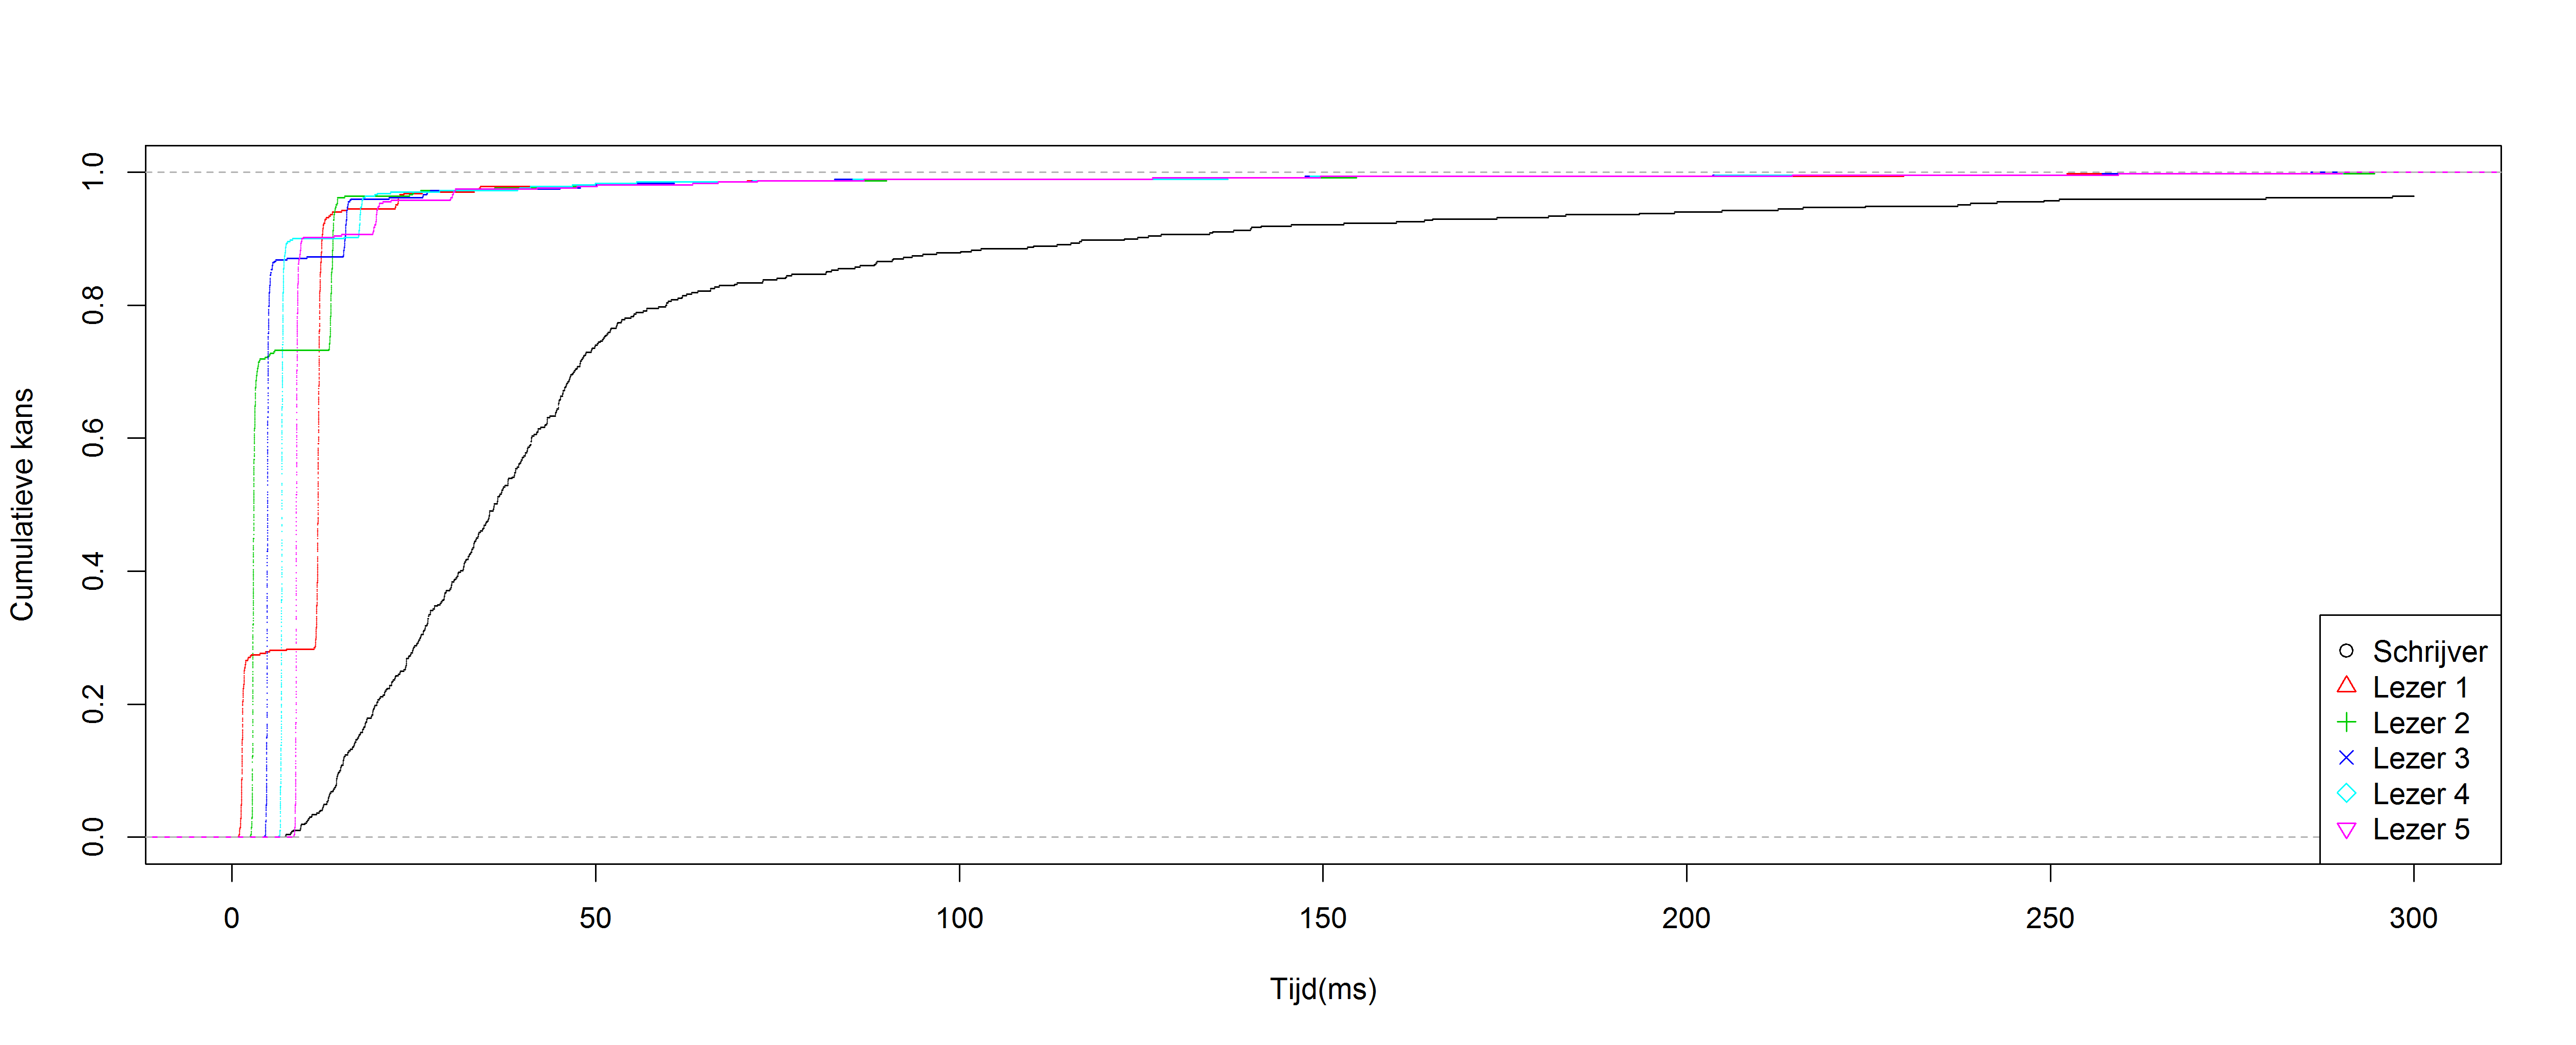 Cumulatieve kans
1.0
0.8
0.6
0.4
0.2
0.0
0 50 100 150 200 250 300
Tijd(ms)
Schrijver
Lezer 1
Lezer 2
Lezer 3
Lezer 4
Lezer 5